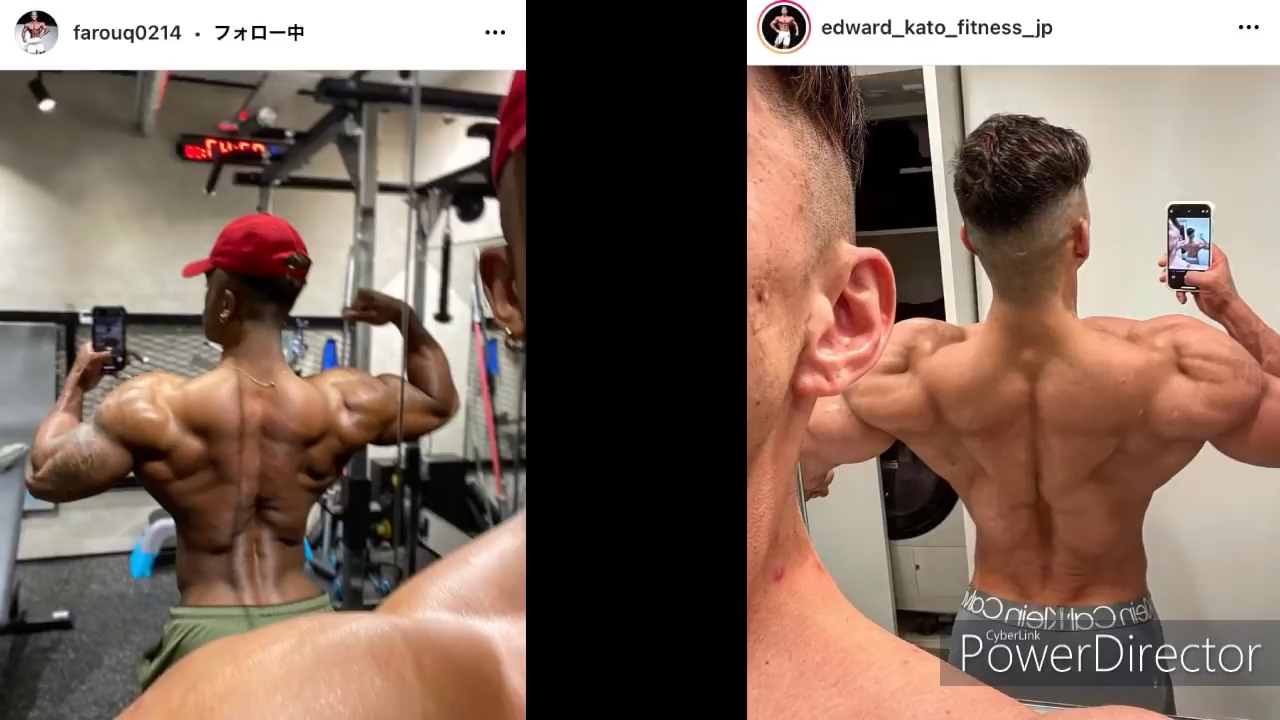 farouq0214 • フォロー中
edward_kato_fitness_jp
CyberLink
PowerDirector